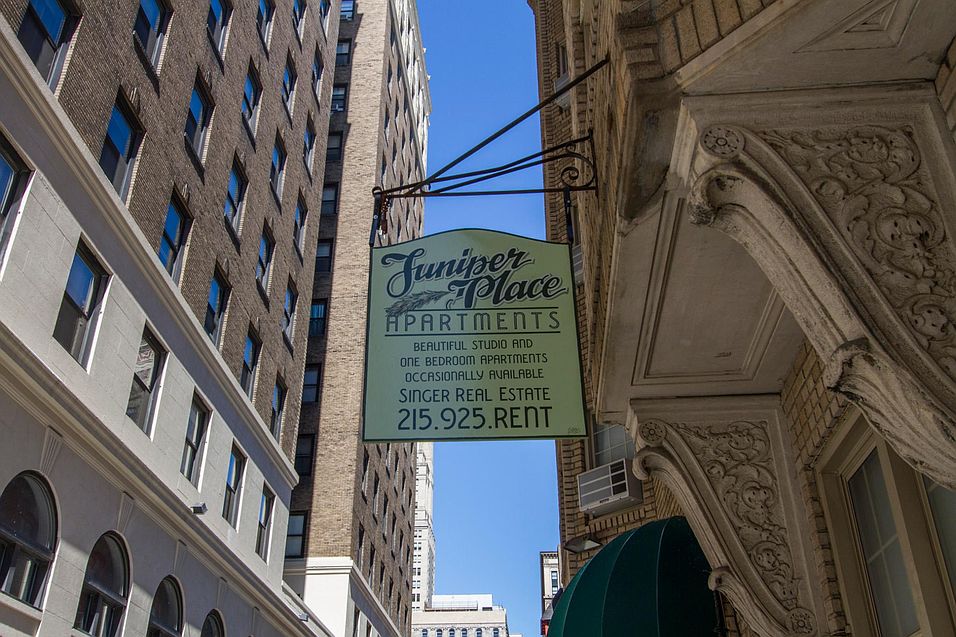 Juniper
Place
APARTMENTS
BEAUTIFUL STUDIO AND
ONE BEDROOM APARTMENTS
OCCASIONALLY AVAILABLE
SINGER REAL ESTATE
215.925.RENT